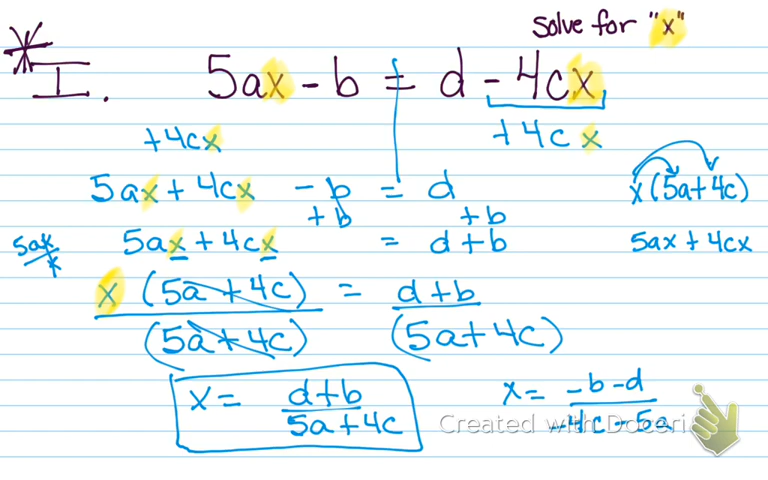 Solve for "x"
I. 5ax - b = d - 4cx
+4cx +4cx
5ax + 4cx - b = d x(5a+4c)
+b +b
5ax/x 5ax + 4cx = d+b 5ax + 4cx
x (5a + 4c) = d+b
(5a + 4c) (5a+4c)
x = d+b x = -b-d
5a+4c -4c-5a
Created with Doceri